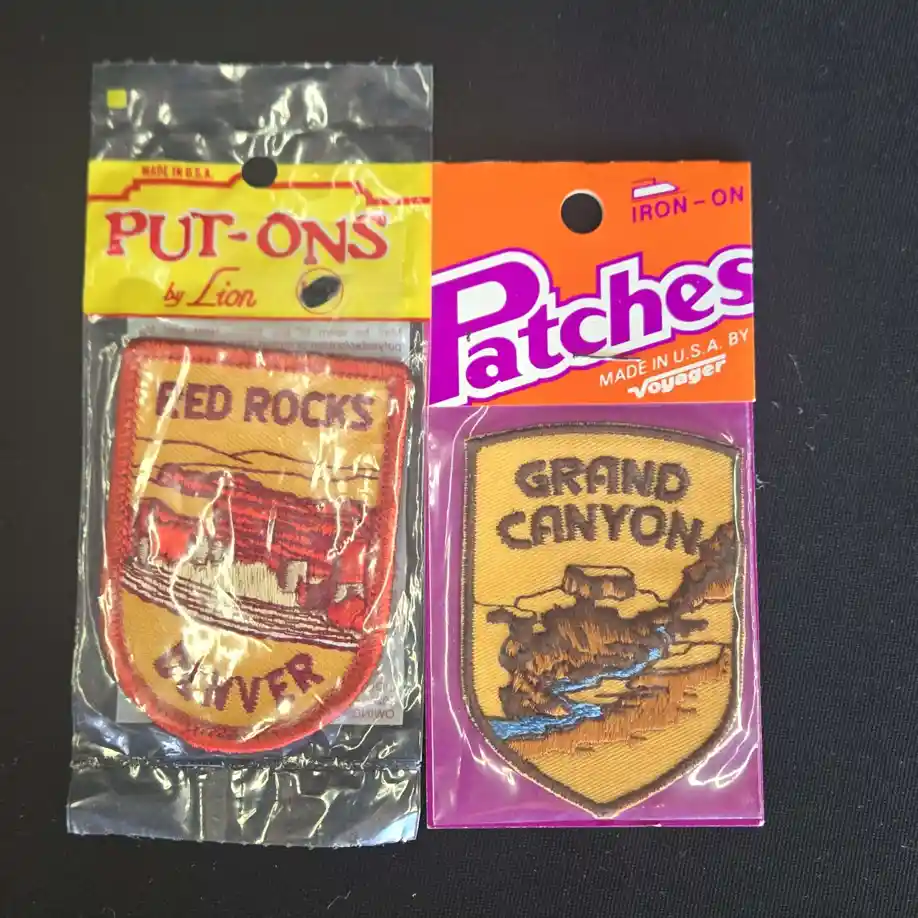 MADE IN U.S.A.
PUT-ONS
by Lion
RED ROCKS
DENVER
IRON-ON
Patches
MADE IN U.S.A. BY
Voyager
GRAND
CANYON